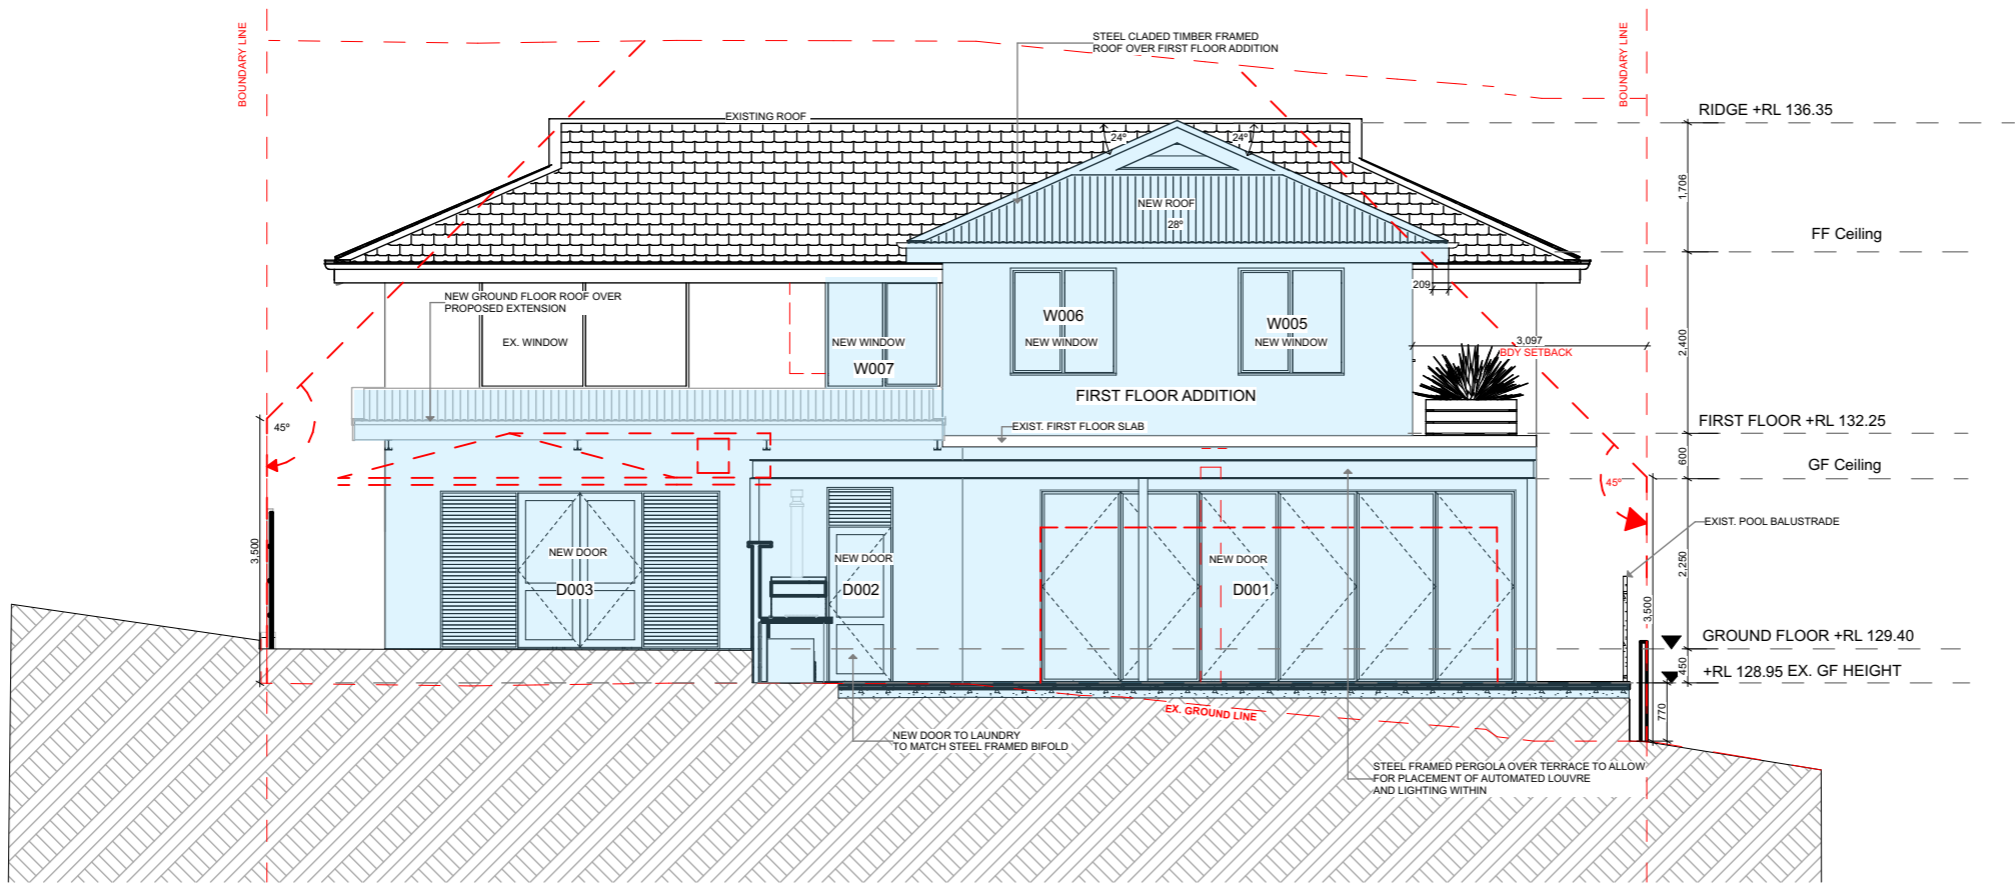 BOUNDARY LINE
STEEL CLADED TIMBER FRAMED
ROOF OVER FIRST FLOOR ADDITION
BOUNDARY LINE
RIDGE +RL 136.35
EXISTING ROOF
24º
24º
1,706
NEW ROOF
28º
FF Ceiling
209
NEW GROUND FLOOR ROOF OVER
PROPOSED EXTENSION
EX. WINDOW
NEW WINDOW
W007
W006
NEW WINDOW
W005
NEW WINDOW
3,097
BDY SETBACK
2,400
FIRST FLOOR ADDITION
45º
EXIST. FIRST FLOOR SLAB
FIRST FLOOR +RL 132.25
600
GF Ceiling
45º
EXIST. POOL BALUSTRADE
3,500
NEW DOOR
D003
NEW DOOR
D002
NEW DOOR
D001
2,250
3,500
GROUND FLOOR +RL 129.40
450
+RL 128.95 EX. GF HEIGHT
770
EX. GROUND LINE
NEW DOOR TO LAUNDRY
TO MATCH STEEL FRAMED BIFOLD
STEEL FRAMED PERGOLA OVER TERRACE TO ALLOW
FOR PLACEMENT OF AUTOMATED LOUVRE
AND LIGHTING WITHIN